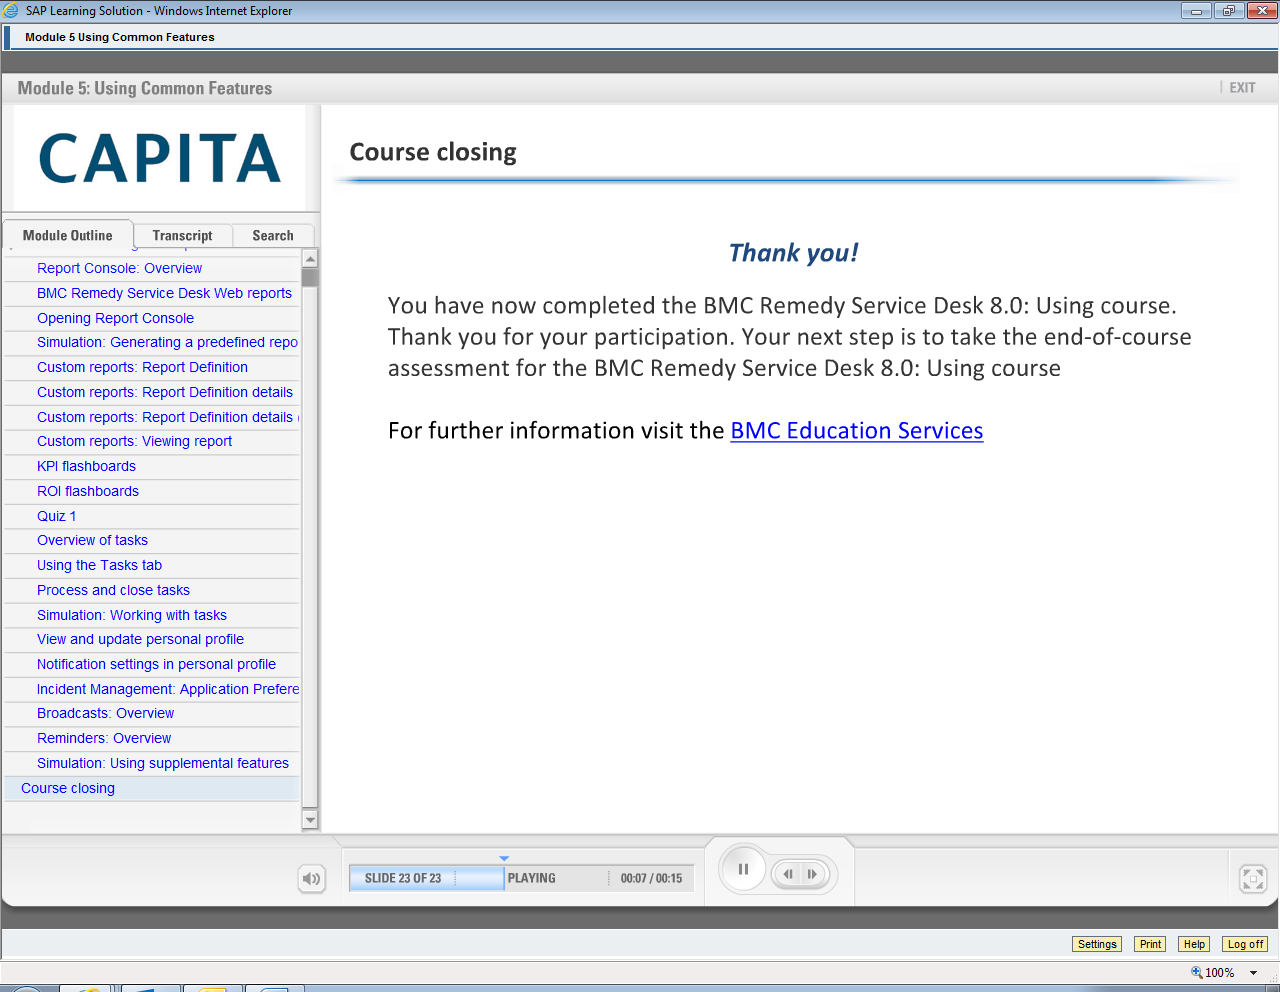 SAP Learning Solution - Windows Internet Explorer
Module 5 Using Common Features
Module 5: Using Common Features
EXIT
CAPITA
Module Outline
Transcript
Search
Report Console: Overview
BMC Remedy Service Desk Web reports
Opening Report Console
Simulation: Generating a predefined repo
Custom reports: Report Definition
Custom reports: Report Definition details
Custom reports: Report Definition details (
Custom reports: Viewing report
KPI flashboards
ROI flashboards
Quiz 1
Overview of tasks
Using the Tasks tab
Process and close tasks
Simulation: Working with tasks
View and update personal profile
Notification settings in personal profile
Incident Management: Application Prefere
Broadcasts: Overview
Reminders: Overview
Simulation: Using supplemental features
Course closing
Course closing
Thank you!
You have now completed the BMC Remedy Service Desk 8.0: Using course.
Thank you for your participation. Your next step is to take the end-of-course
assessment for the BMC Remedy Service Desk 8.0: Using course
For further information visit the BMC Education Services
SLIDE 23 OF 23
PLAYING
00:07 / 00:15
Settings
Print
Help
Log off
100%